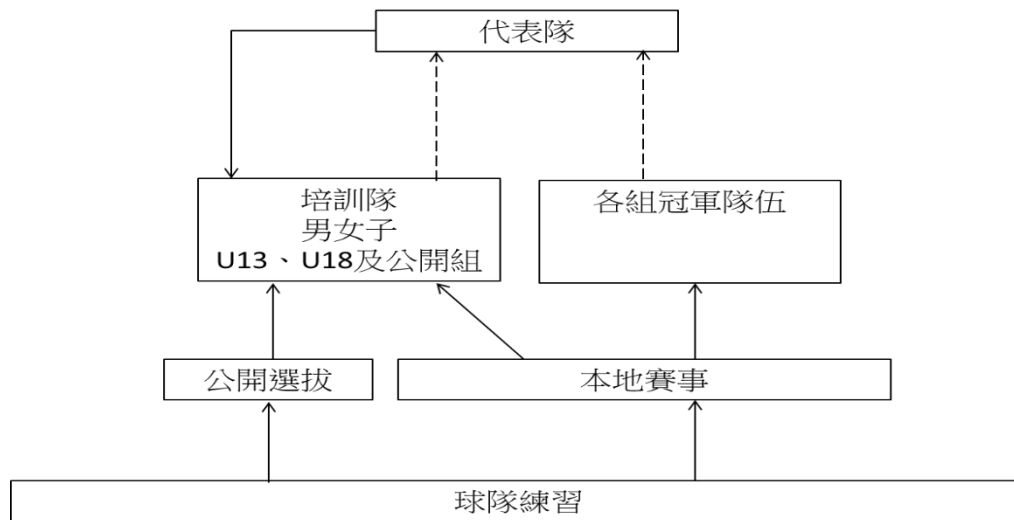 代表隊
培訓隊
男女子
U13、U18及公開組
各組冠軍隊伍
公開選拔
本地賽事
球隊練習